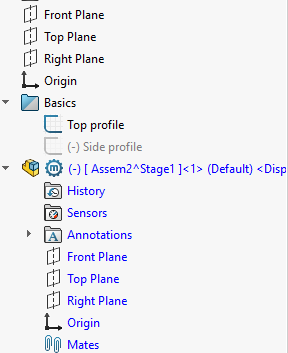 Front Plane
Top Plane
Right Plane
Origin
Basics
Top profile
(-) Side profile
(-) [ Assem2^Stage1 ]<1> (Default) <Disp
History
Sensors
Annotations
Front Plane
Top Plane
Right Plane
Origin
Mates